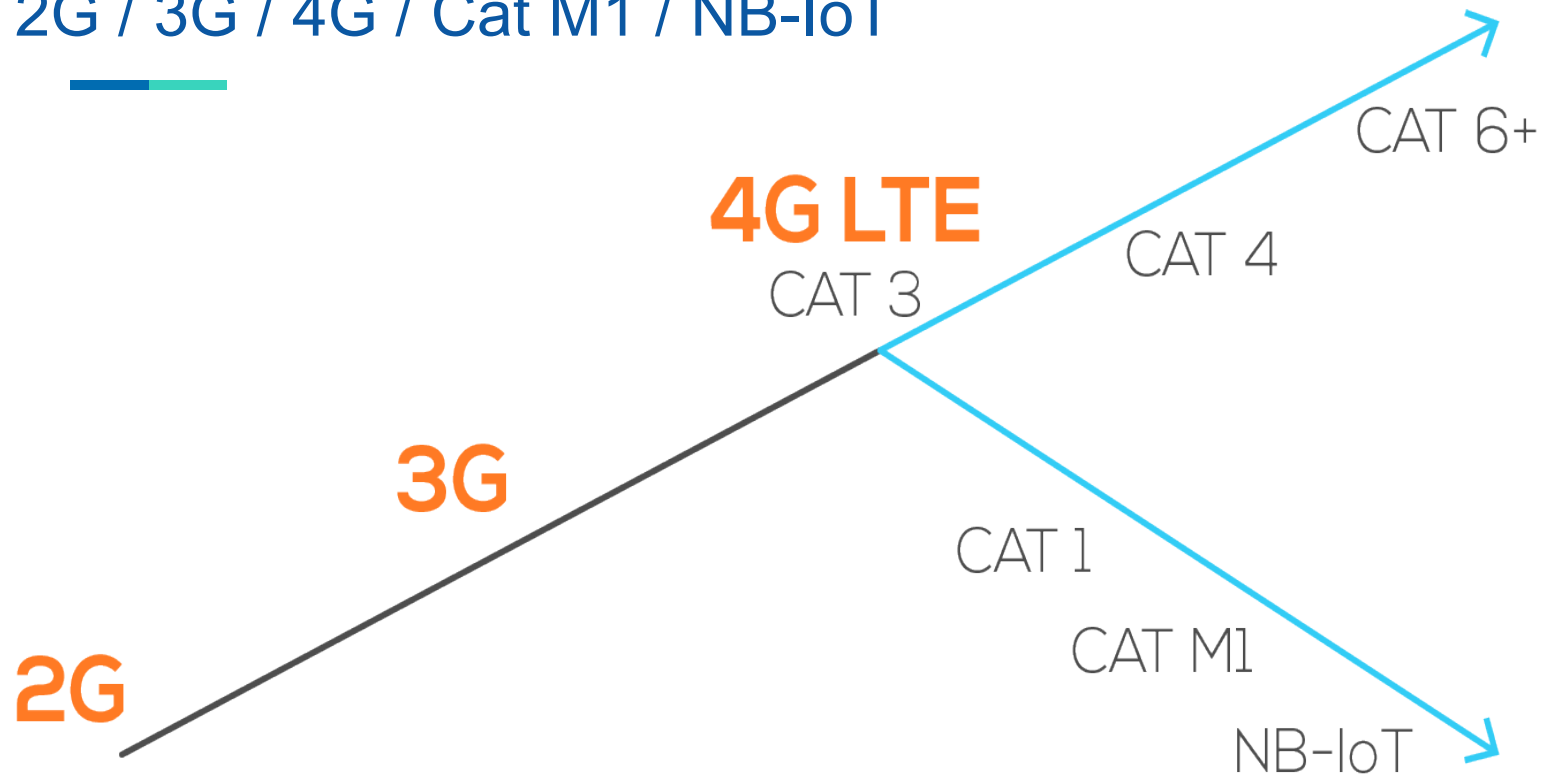 2G / 3G / 4G / Cat M1 / NB-IoT
CAT 6+
4G LTE
CAT 4
CAT 3
3G
CAT 1
CAT M1
2G
NB-IoT